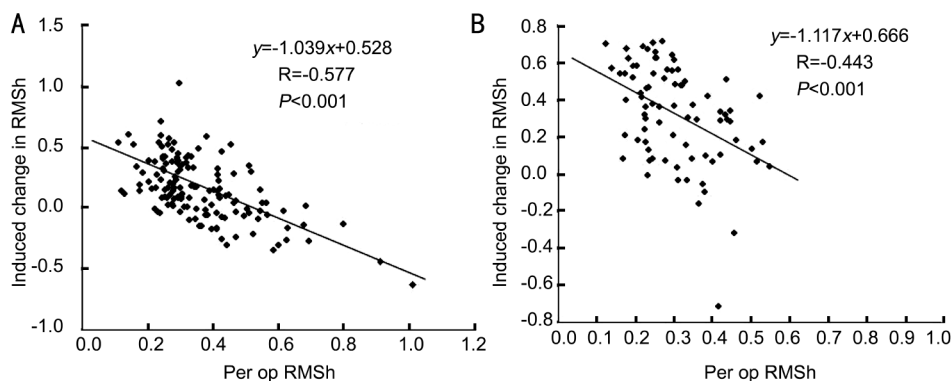 A
y=-1.039x+0.528
R=-0.577
P<0.001
Induced change in RMSh
1.5
1.0
0.5
0.0
-0.5
-1.0
0.0 0.2 0.4 0.6 0.8 1.0 1.2
Per op RMSh
B
y=-1.117x+0.666
R=-0.443
P<0.001
Induced change in RMSh
0.8
0.6
0.4
0.2
0.0
-0.2
-0.4
-0.6
-0.8
0.0 0.1 0.2 0.3 0.4 0.5 0.6 0.7 0.8 0.9 1.0
Per op RMSh